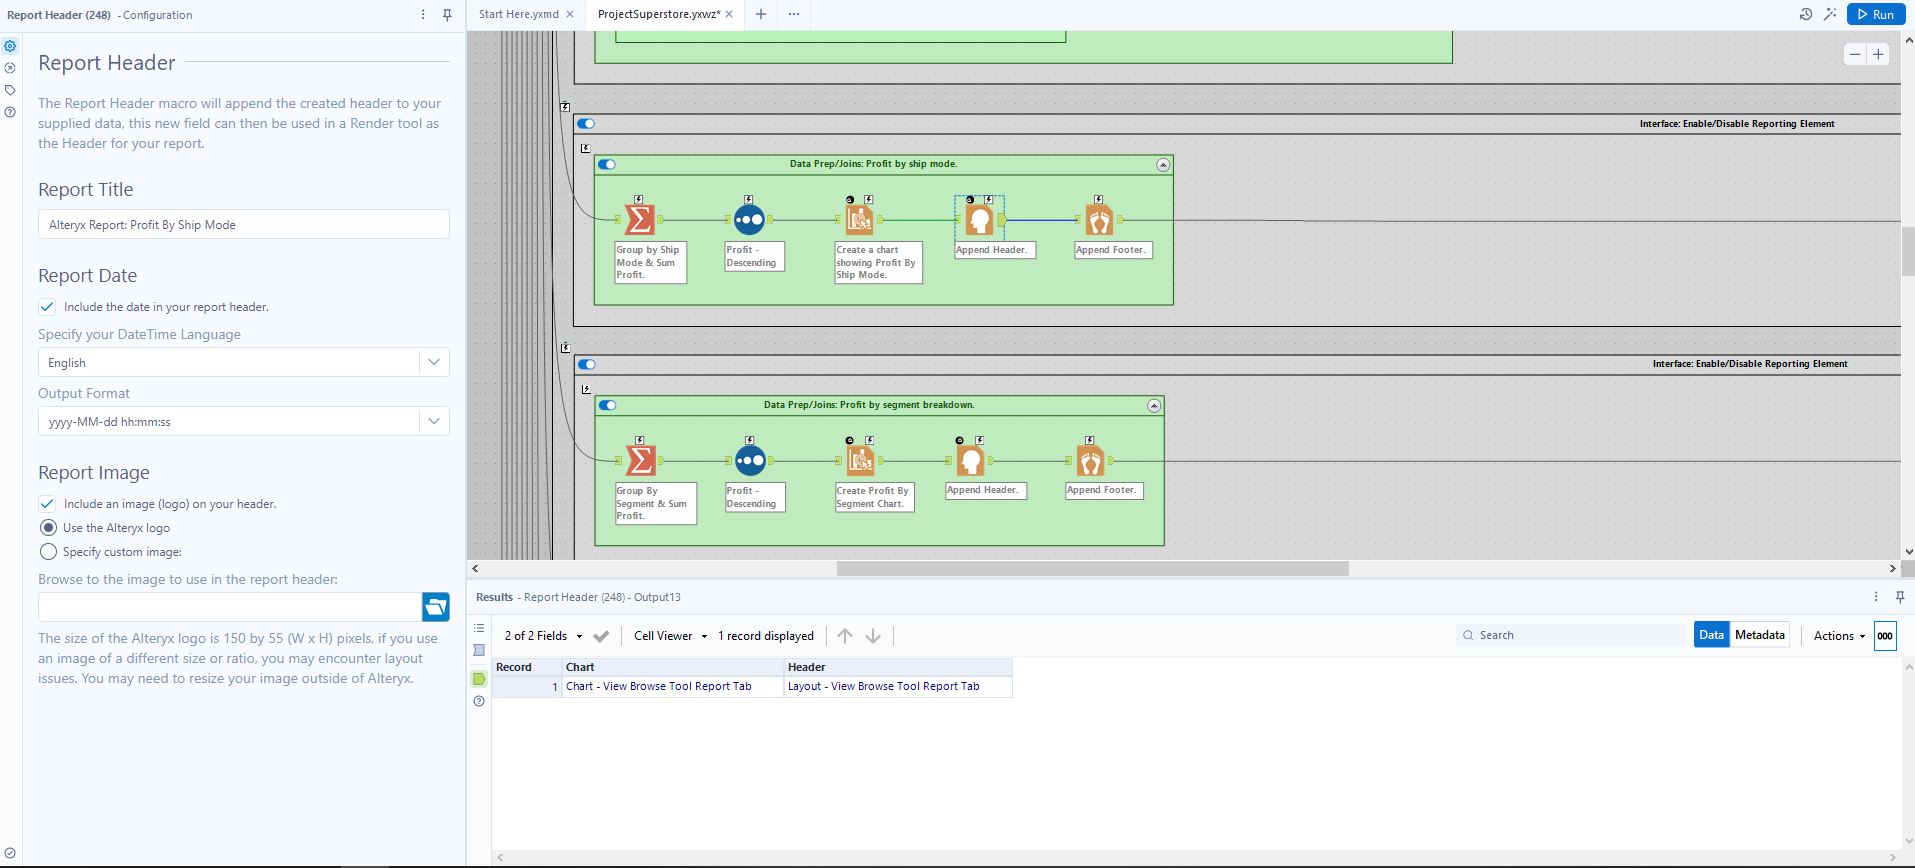 Report Header (248) - Configuration
Report Header
The Report Header macro will append the created header to your
supplied data, this new field can then be used in a Render tool as
the Header for your report.
Report Title
Alteryx Report: Profit By Ship Mode
Report Date
Include the date in your report header.
Specify your DateTime Language
English
Output Format
yyyy-MM-dd hh:mm:ss
Report Image
Include an image (logo) on your header.
Use the Alteryx logo
Specify custom image:
Browse to the image to use in the report header:
The size of the Alteryx logo is 150 by 55 (W x H) pixels, if you use
an image of a different size or ratio, you may encounter layout
issues. You may need to resize your image outside of Alteryx.
Start Here.yxmd
ProjectSuperstore.yxwz*
Run
Interface: Enable/Disable Reporting Element
Data Prep/Joins: Profit by ship mode.
Group by Ship
Mode & Sum
Profit.
Profit -
Descending
Create a chart
showing Profit By
Ship Mode.
Append Header.
Append Footer.
Interface: Enable/Disable Reporting Element
Data Prep/Joins: Profit by segment breakdown.
Group By
Segment & Sum
Profit.
Profit -
Descending
Create Profit By
Segment Chart.
Append Header.
Append Footer.
Results - Report Header (248) - Output13
2 of 2 Fields
Cell Viewer
1 record displayed
Search
Data
Metadata
Actions
000
Record Chart Header
1 Chart - View Browse Tool Report Tab Layout - View Browse Tool Report Tab